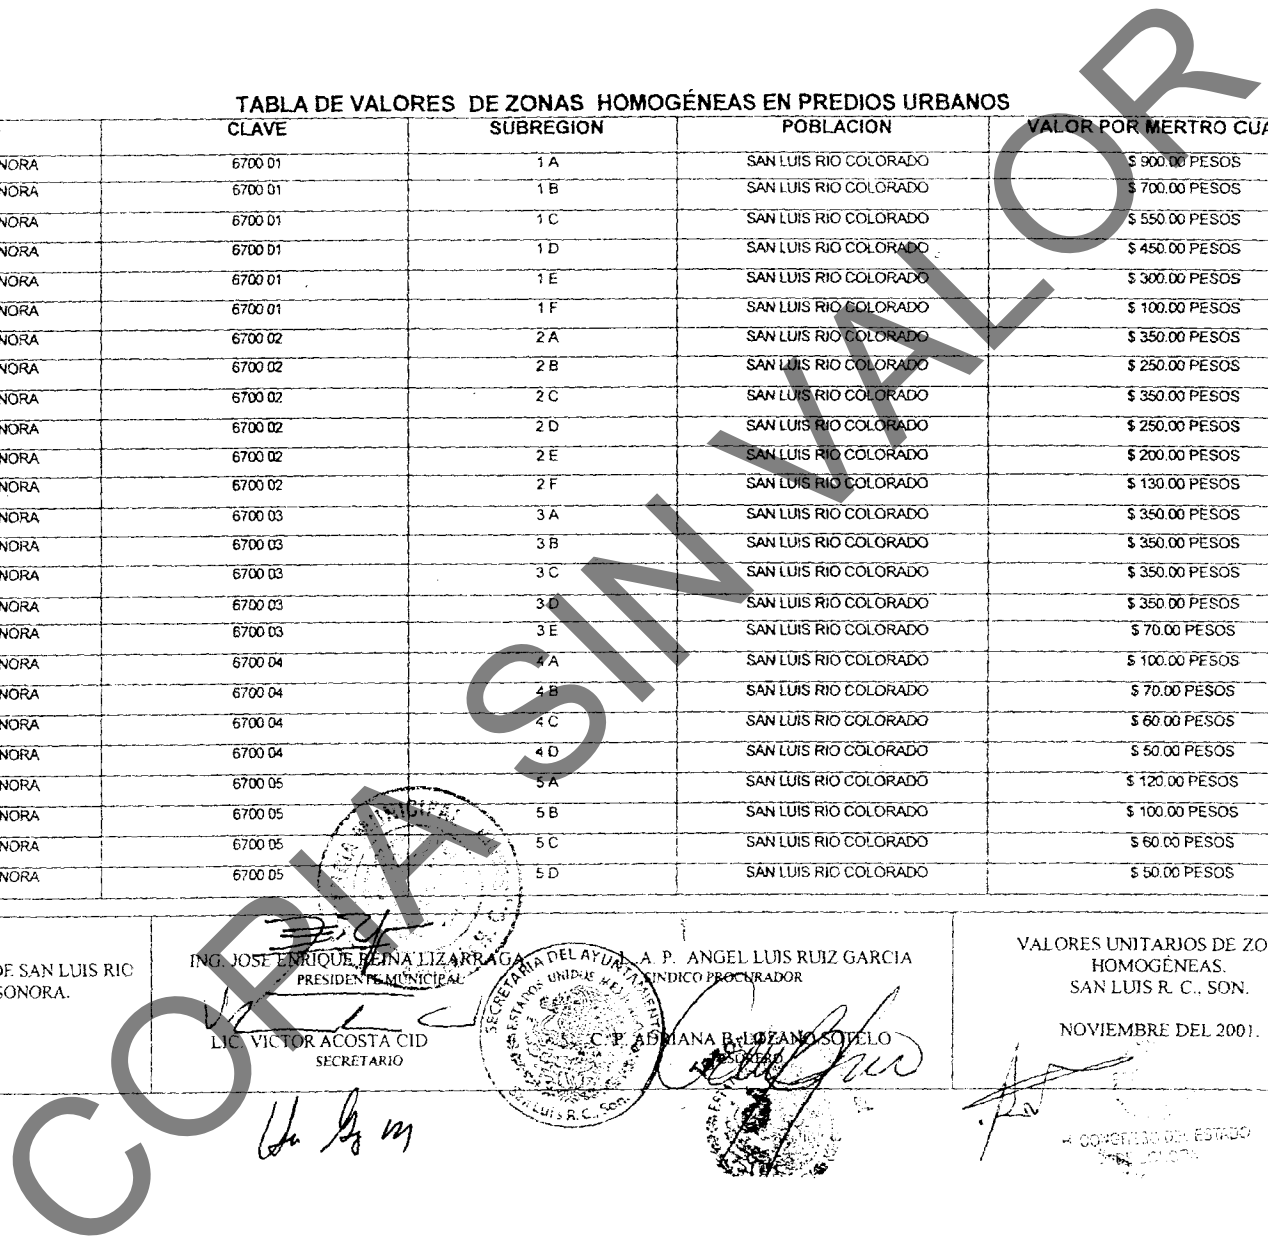 TABLA DE VALORES DE ZONAS HOMOGÉNEAS EN PREDIOS URBANOS
CLAVE SUBREGION POBLACION VALOR POR MERTRO CUA
NORA 6700 01 1 A SAN LUIS RIO COLORADO $ 900.00 PESOS
NORA 6700 01 1 B SAN LUIS RIO COLORADO $ 700.00 PESOS
NORA 6700 01 1 C SAN LUIS RIO COLORADO $ 550.00 PESOS
NORA 6700 01 1 D SAN LUIS RIO COLORADO $ 450.00 PESOS
NORA 6700 01 1 E SAN LUIS RIO COLORADO $ 300.00 PESOS
NORA 6700 01 1 F SAN LUIS RIO COLORADO $ 100.00 PESOS
NORA 6700 02 2 A SAN LUIS RIO COLORADO $ 350.00 PESOS
NORA 6700 02 2 B SAN LUIS RIO COLORADO $ 250.00 PESOS
NORA 6700 02 2 C SAN LUIS RIO COLORADO $ 350.00 PESOS
NORA 6700 02 2 D SAN LUIS RIO COLORADO $ 250.00 PESOS
NORA 6700 02 2 E SAN LUIS RIO COLORADO $ 200.00 PESOS
NORA 6700 02 2 F SAN LUIS RIO COLORADO $ 130.00 PESOS
NORA 6700 03 3 A SAN LUIS RIO COLORADO $ 350.00 PESOS
NORA 6700 03 3 B SAN LUIS RIO COLORADO $ 350.00 PESOS
NORA 6700 03 3 C SAN LUIS RIO COLORADO $ 350.00 PESOS
NORA 6700 03 3 D SAN LUIS RIO COLORADO $ 350.00 PESOS
NORA 6700 03 3 E SAN LUIS RIO COLORADO $ 70.00 PESOS
NORA 6700 04 4 A SAN LUIS RIO COLORADO $ 100.00 PESOS
NORA 6700 04 4 B SAN LUIS RIO COLORADO $ 70.00 PESOS
NORA 6700 04 4 C SAN LUIS RIO COLORADO $ 60.00 PESOS
NORA 6700 04 4 D SAN LUIS RIO COLORADO $ 50.00 PESOS
NORA 6700 05 5 A SAN LUIS RIO COLORADO $ 120.00 PESOS
NORA 6700 05 5 B SAN LUIS RIO COLORADO $ 100.00 PESOS
NORA 6700 05 5 C SAN LUIS RIO COLORADO $ 60.00 PESOS
NORA 6700 05 5 D SAN LUIS RIO COLORADO $ 50.00 PESOS
COPIA SIN VALOR
DE SAN LUIS RIO
SONORA.
ING. JOSE ENRIQUE REINA LIZARRAGA
PRESIDENTE MUNICIPAL
LIC. VICTOR ACOSTA CID
SECRETARIO
L. A. P. ANGEL LUIS RUIZ GARCIA
SINDICO PROCURADOR
C. P. ADRIANA B. LOZANO SOTELO
TESORERO
VALORES UNITARIOS DE ZO
HOMOGÉNEAS.
SAN LUIS R. C., SON.
NOVIEMBRE DEL 2001.
SECRETARIA DEL AYUNTAMIENTO
ESTADOS UNIDOS MEXICANOS
SAN LUIS R.C., Son.
H. CONGRESO DEL ESTADO